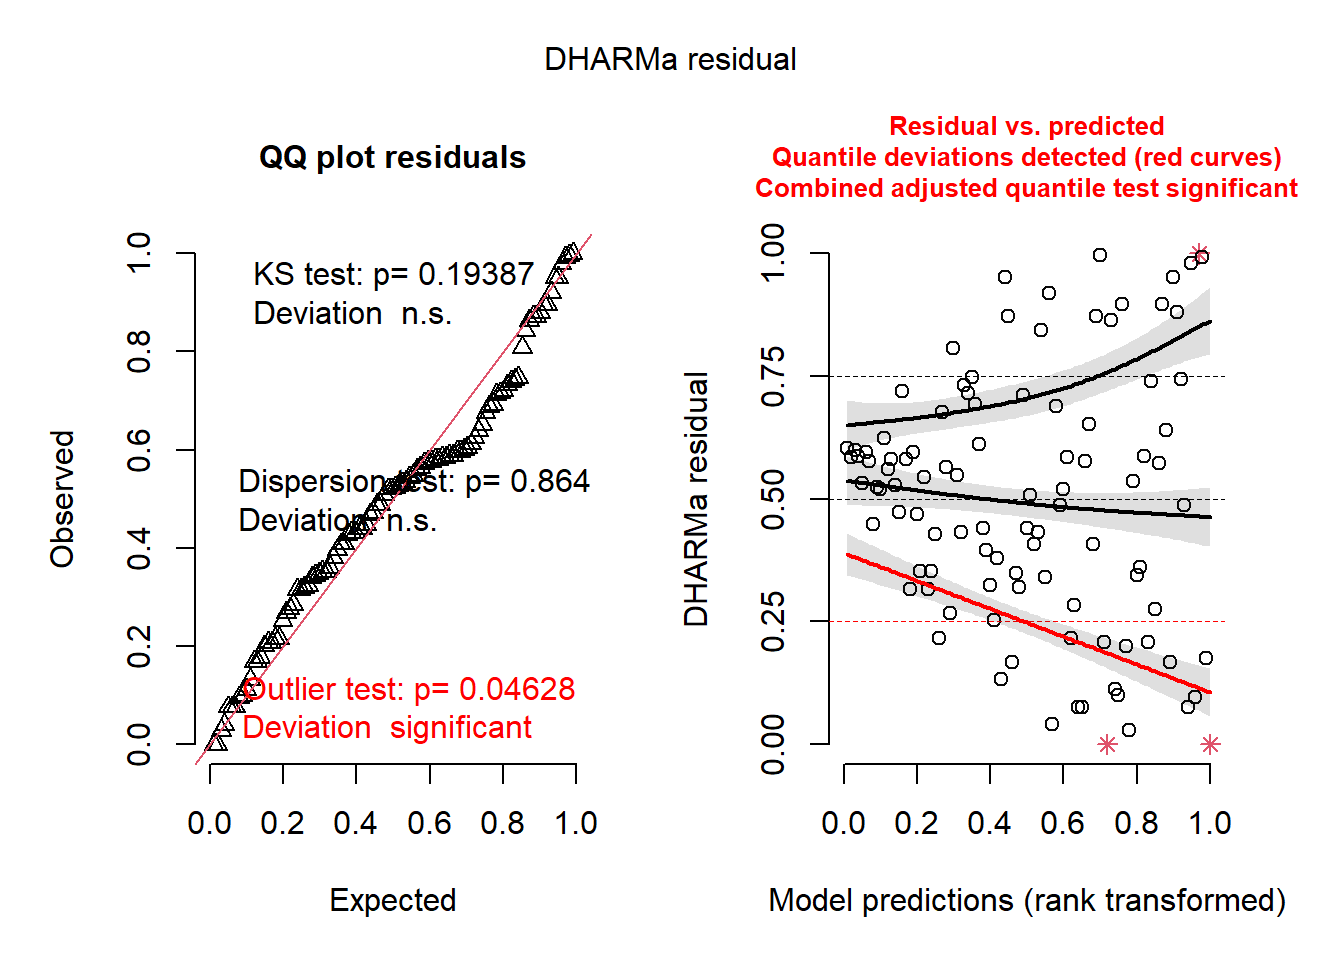 DHARMa residual
QQ plot residuals
KS test: p= 0.19387
Deviation  n.s.
Dispersion test: p= 0.864
Deviation  n.s.
Outlier test: p= 0.04628
Deviation  significant
Observed
0.0 0.2 0.4 0.6 0.8 1.0
0.0 0.2 0.4 0.6 0.8 1.0
Expected
Residual vs. predicted
Quantile deviations detected (red curves)
Combined adjusted quantile test significant
DHARMa residual
0.00 0.25 0.50 0.75 1.00
0.0 0.2 0.4 0.6 0.8 1.0
Model predictions (rank transformed)